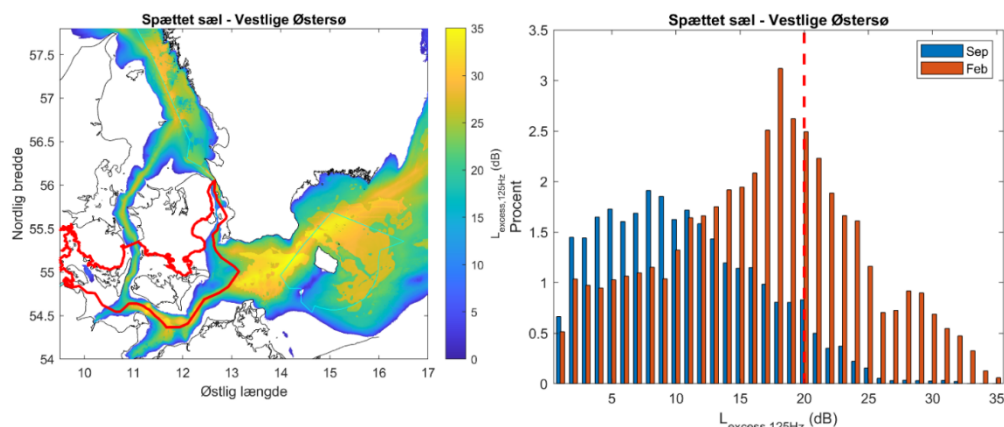 Spættet sæl - Vestlige Østersø
57.5
57
56.5
56
55.5
55
54.5
54
Nordlig bredde
10 11 12 13 14 15 16 17
Østlig længde
35
30
25
20
15
10
5
0
L excess,125Hz (dB)
Spættet sæl - Vestlige Østersø
Sep
Feb
3.5
3
2.5
2
1.5
1
0.5
0
Procent
5 10 15 20 25 30 35
L excess,125Hz (dB)